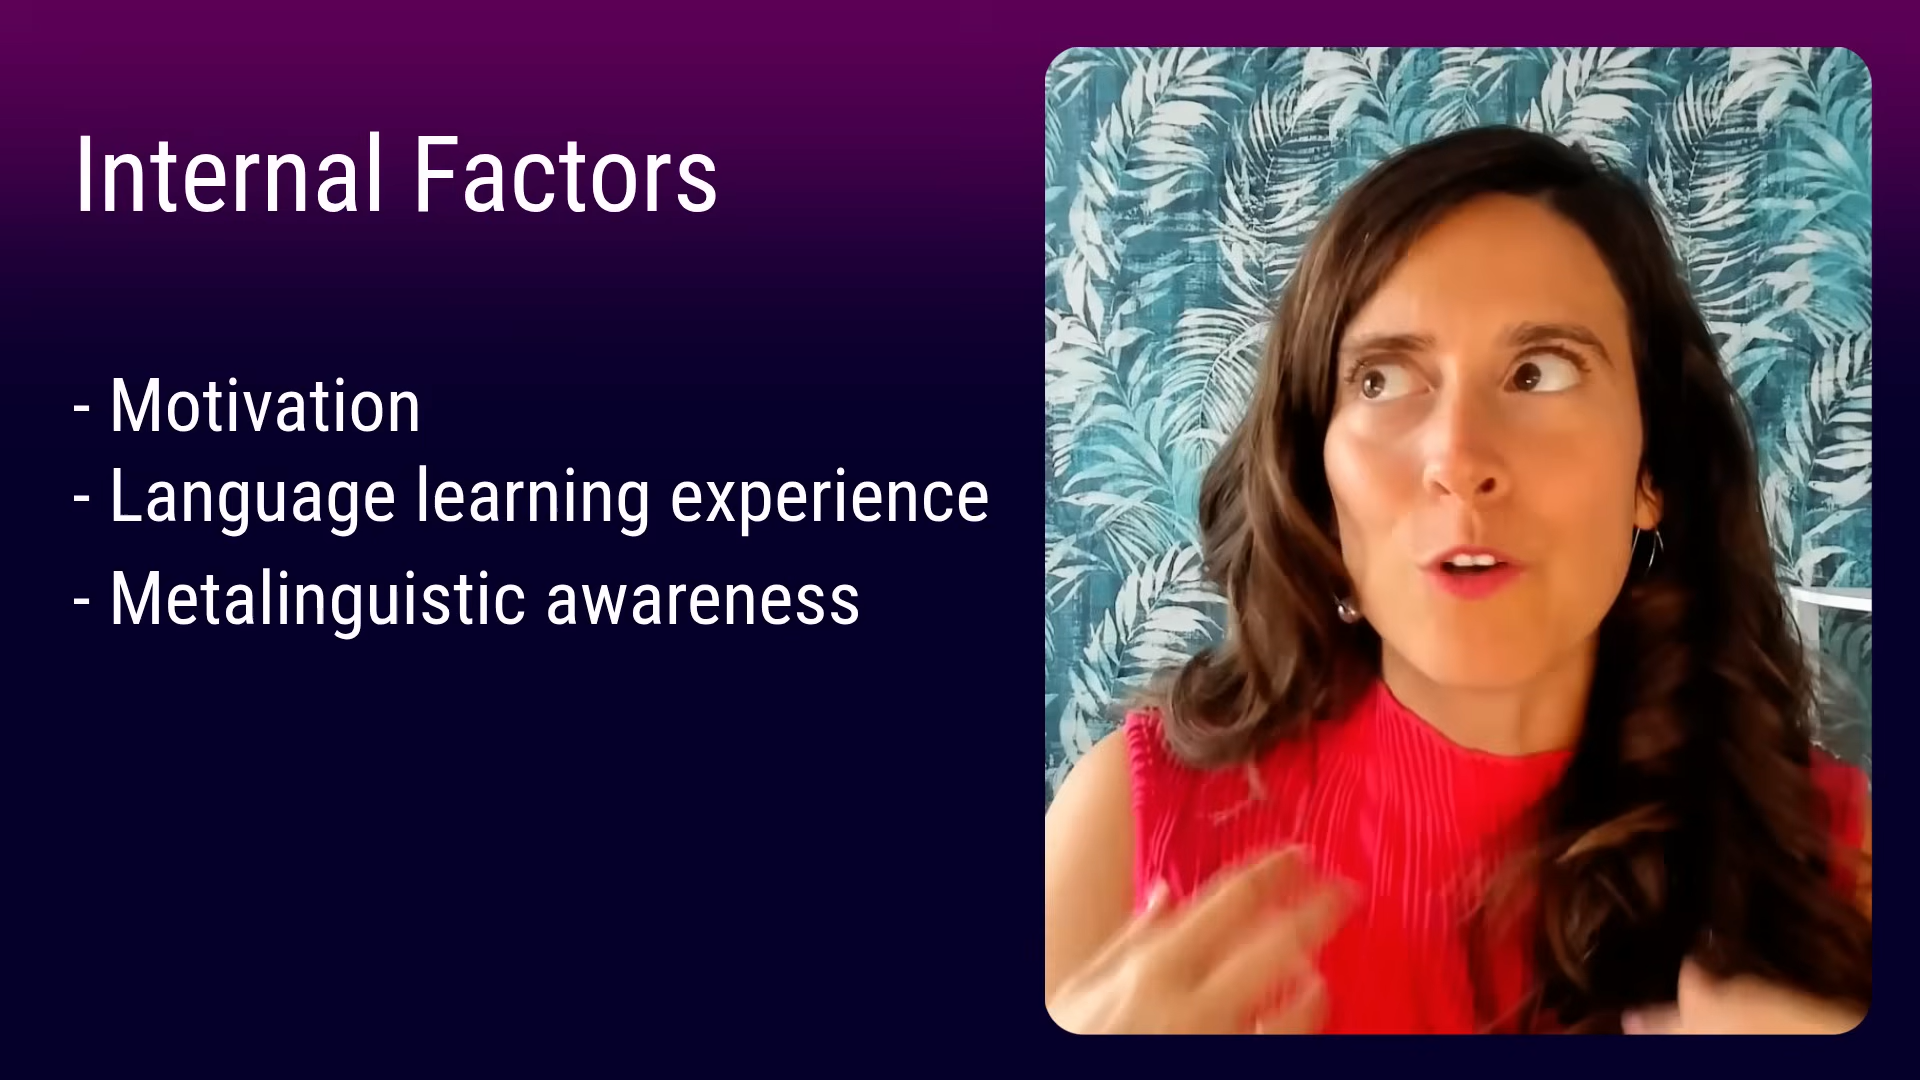 Internal Factors
- Motivation
- Language learning experience
- Metalinguistic awareness